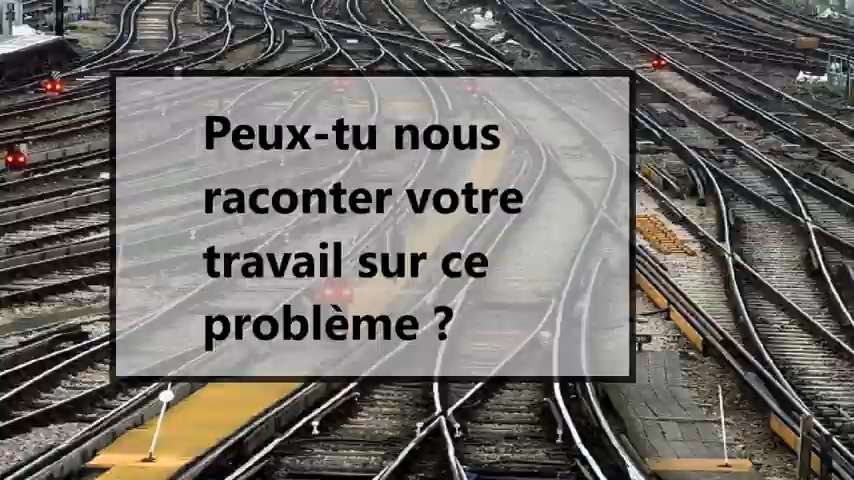 Peux-tu nous
raconter votre
travail sur ce
problème ?